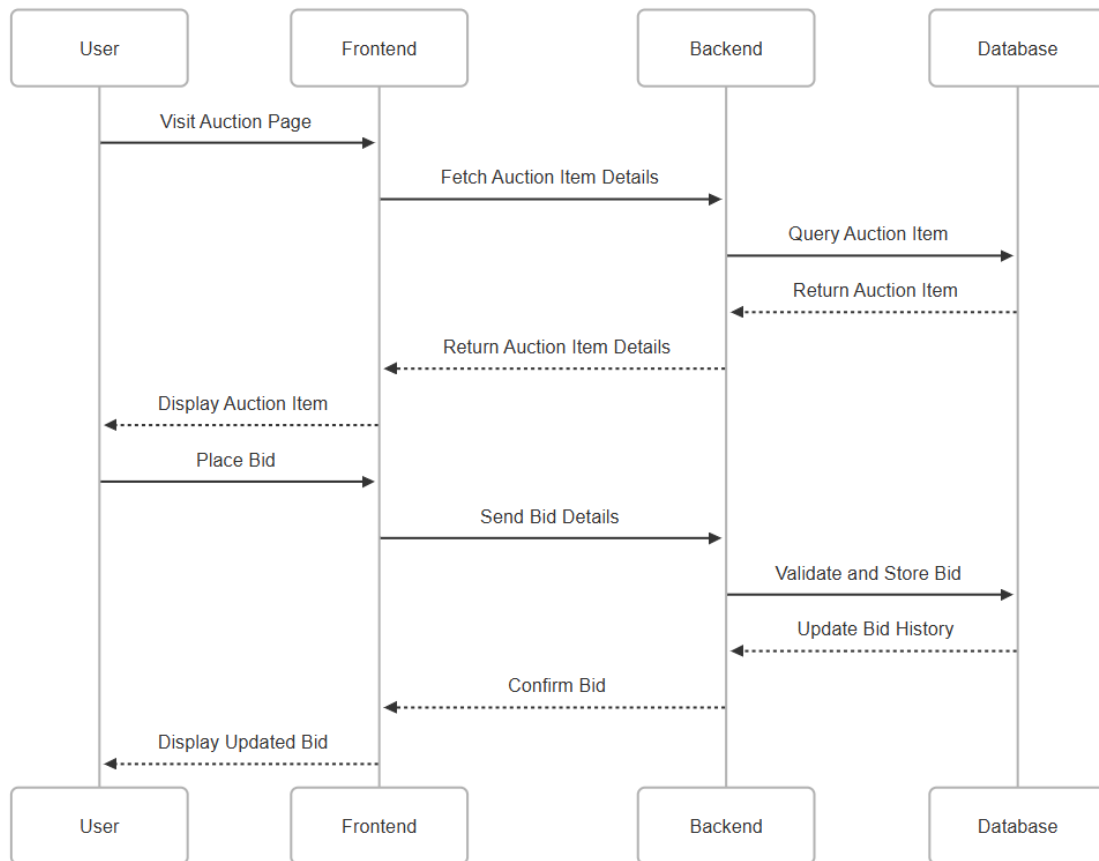 User
Frontend
Backend
Database
Visit Auction Page
Fetch Auction Item Details
Query Auction Item
Return Auction Item
Return Auction Item Details
Display Auction Item
Place Bid
Send Bid Details
Validate and Store Bid
Update Bid History
Confirm Bid
Display Updated Bid
User
Frontend
Backend
Database